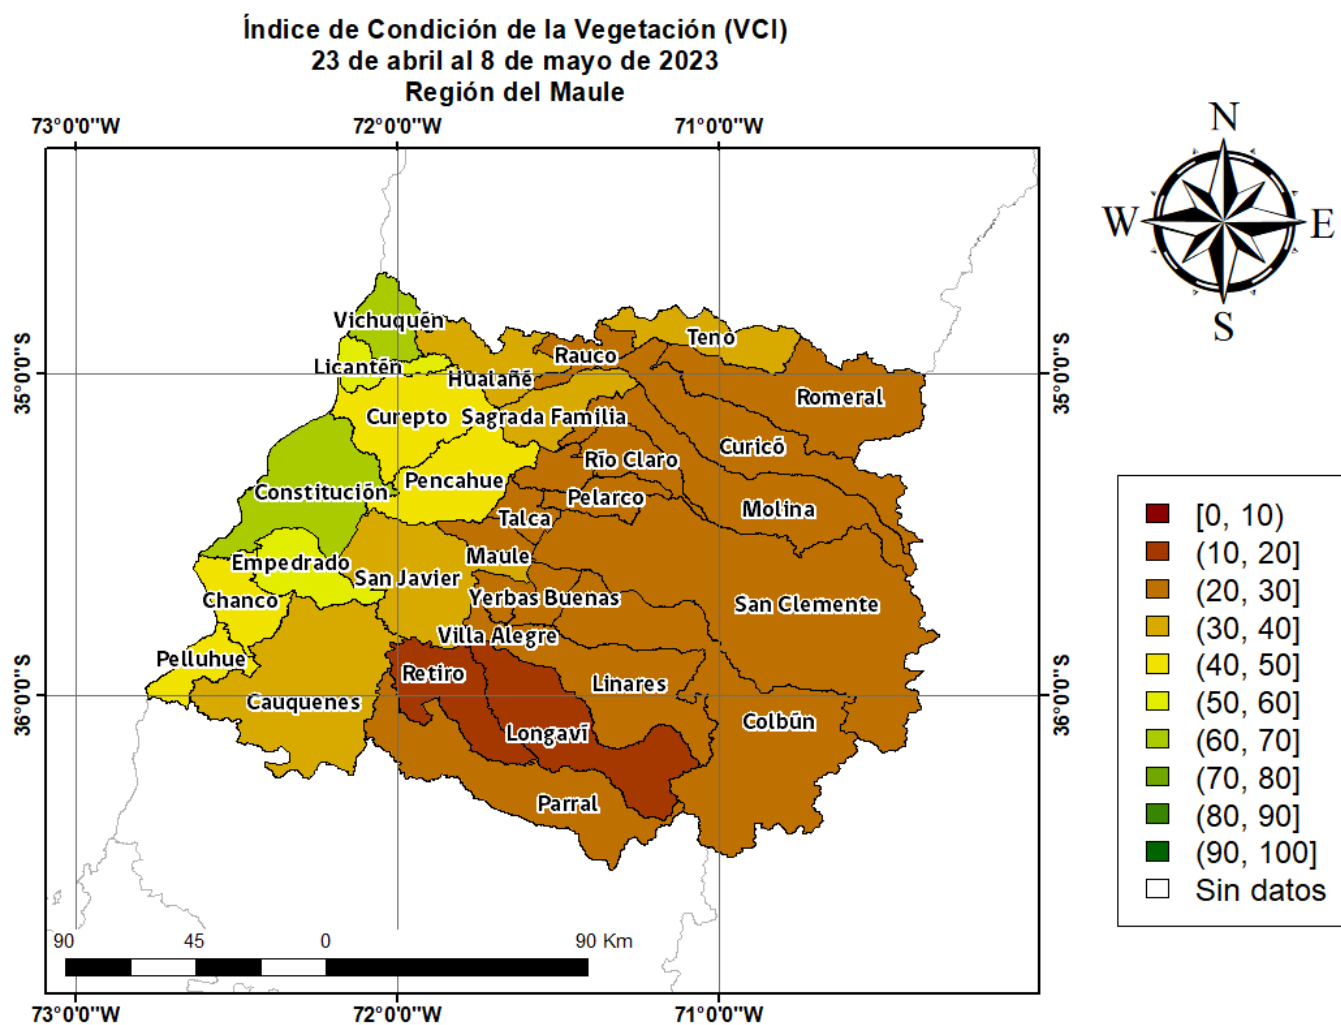 Índice de Condición de la Vegetación (VCI)
23 de abril al 8 de mayo de 2023
Región del Maule
73°0'0"W 72°0'0"W 71°0'0"W
N
W E
S
35°0'0"S 35°0'0"S
36°0'0"S 36°0'0"S
Vichuquén
Teno
Licantén
Rauco
Hualañé
Romeral
Curepto
Sagrada Familia
Curicó
Río Claro
Pencahue
Constitución
Pelarco
Molina
Talca
Maule
Empedrado
San Javier
Yerbas Buenas
Chanco
San Clemente
Villa Alegre
Pelluhue
Retiro
Linares
Cauquenes
Colbún
Longaví
Parral
[0, 10)
(10, 20]
(20, 30]
(30, 40]
(40, 50]
(50, 60]
(60, 70]
(70, 80]
(80, 90]
(90, 100]
Sin datos
90 45 0 90 Km
73°0'0"W 72°0'0"W 71°0'0"W